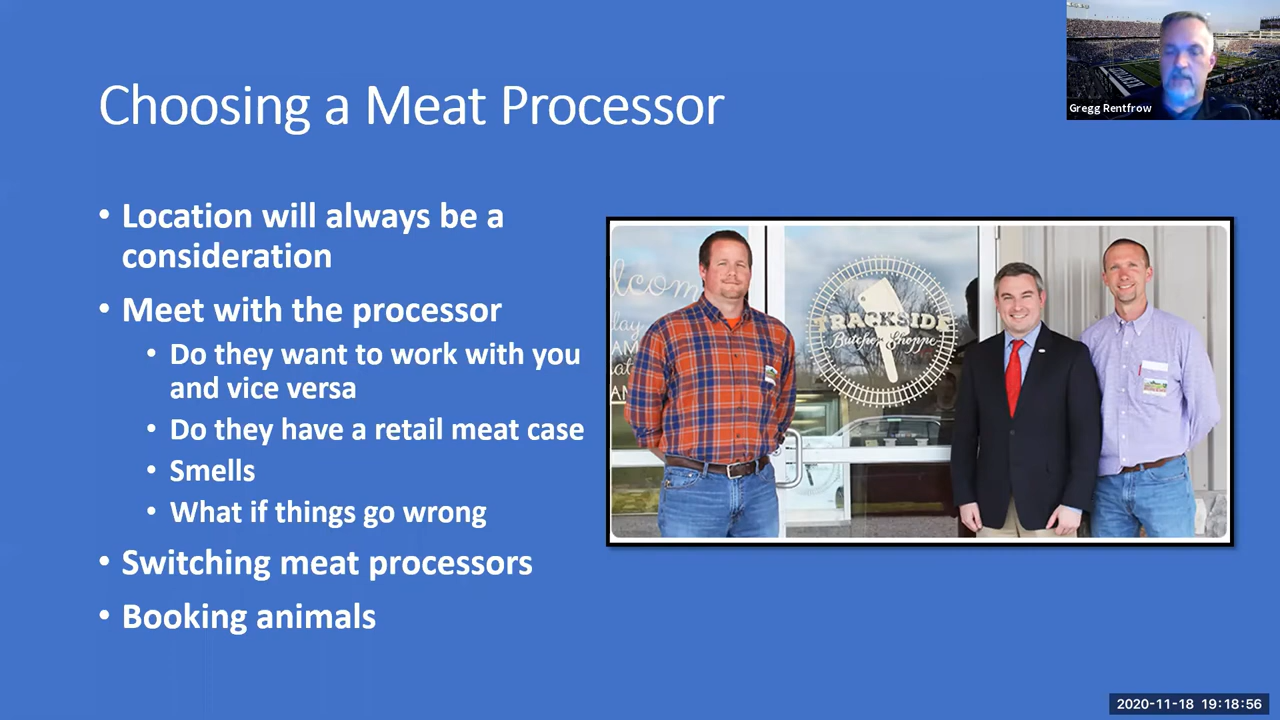 Gregg Rentfrow
Choosing a Meat Processor
• Location will always be a
consideration
• Meet with the processor
• Do they want to work with you
and vice versa
• Do they have a retail meat case
• Smells
• What if things go wrong
• Switching meat processors
• Booking animals
TRACKSIDE
Butcher Shoppe
2020-11-18 19:18:56